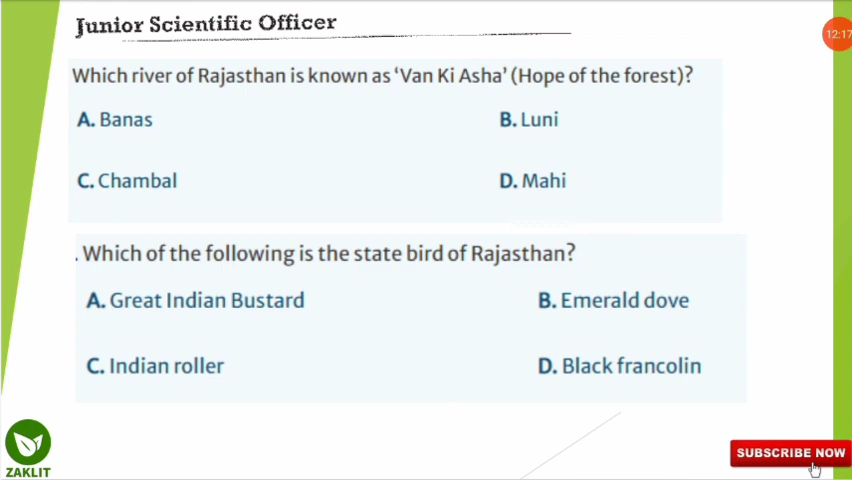 Junior Scientific Officer
12:17
Which river of Rajasthan is known as ‘Van Ki Asha’ (Hope of the forest)?
A. Banas B. Luni
C. Chambal D. Mahi
. Which of the following is the state bird of Rajasthan?
A. Great Indian Bustard B. Emerald dove
C. Indian roller D. Black francolin
ZAKLIT
SUBSCRIBE NOW